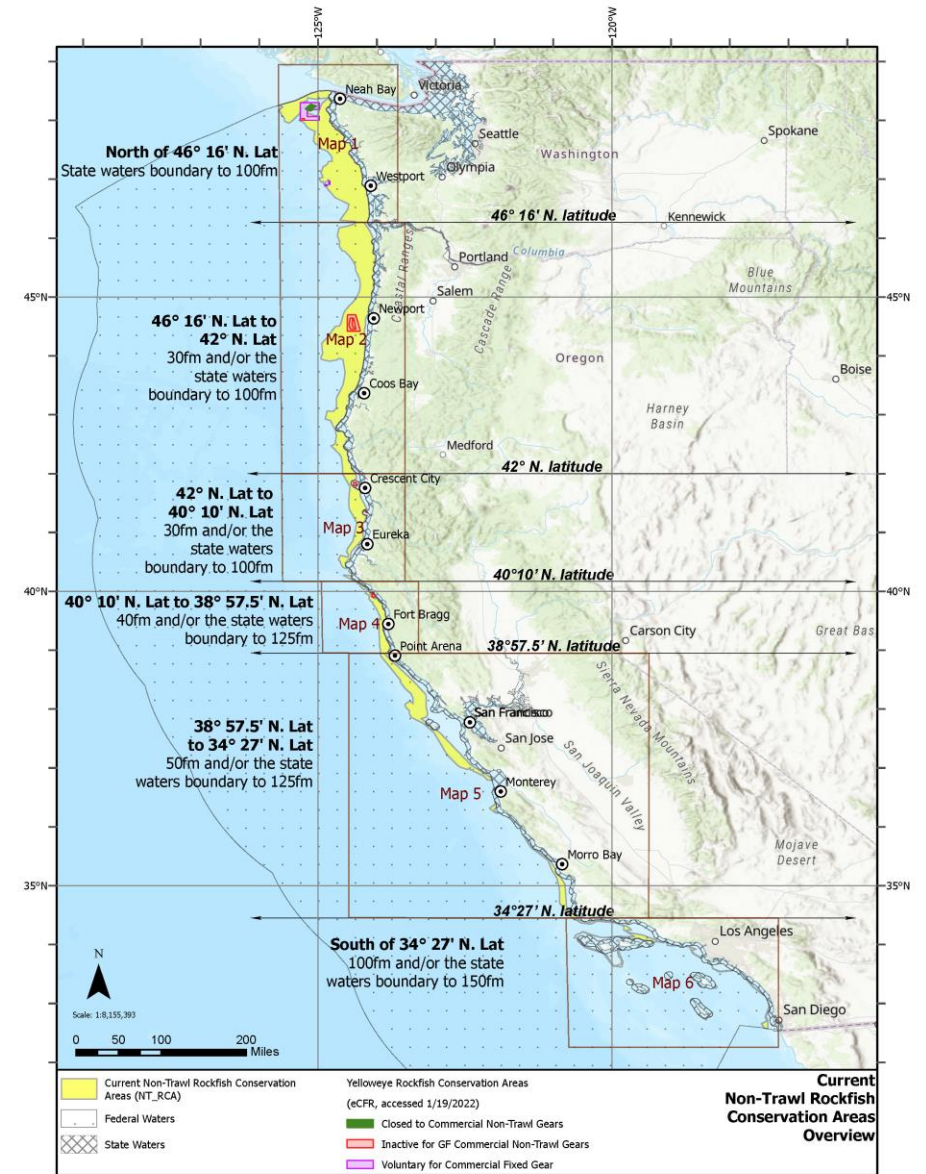 125°W
120°W
Neah Bay
Victoria
Seattle
Spokane
Map 1
Washington
North of 46° 16' N. Lat
State waters boundary to 100fm
Olympia
Westport
46° 16' N. latitude
Kennewick
Columbia
Portland
Coastal Ranges
Cascade Range
Blue
Mountains
Salem
45°N
45°N
Newport
46° 16' N. Lat to
42° N. Lat
30fm and/or the
state waters
boundary to 100fm
Map 2
Oregon
Boise
Coos Bay
Harney
Basin
Medford
42° N. latitude
Crescent City
42° N. Lat to
40° 10' N. Lat
30fm and/or the
state waters
boundary to 100fm
Map 3
Eureka
40°10' N. latitude
40°N
40°N
40° 10' N. Lat to 38° 57.5' N. Lat
40fm and/or the state waters
boundary to 125fm
Map 4
Fort Bragg
Point Arena
Carson City
Great Bas
38°57.5' N. latitude
Sierra Nevada Mountains
38° 57.5' N. Lat
to 34° 27' N. Lat
50fm and/or the state
waters boundary to 125fm
San Francisco
San Jose
San Joaquin Valley
Monterey
Map 5
Morro Bay
Mojave
Desert
35°N
35°N
34°27' N. latitude
South of 34° 27' N. Lat
100fm and/or the state
waters boundary to 150fm
Los Angeles
Map 6
San Diego
N
Scale: 1:8,155,393
0 50 100 200
Miles
Current Non-Trawl Rockfish Conservation
Areas (NT_RCA)
Federal Waters
State Waters
Yelloweye Rockfish Conservation Areas
(eCFR, accessed 1/19/2022)
Closed to Commercial Non-Trawl Gears
Inactive for GF Commercial Non-Trawl Gears
Voluntary for Commercial Fixed Gear
Current
Non-Trawl Rockfish
Conservation Areas
Overview